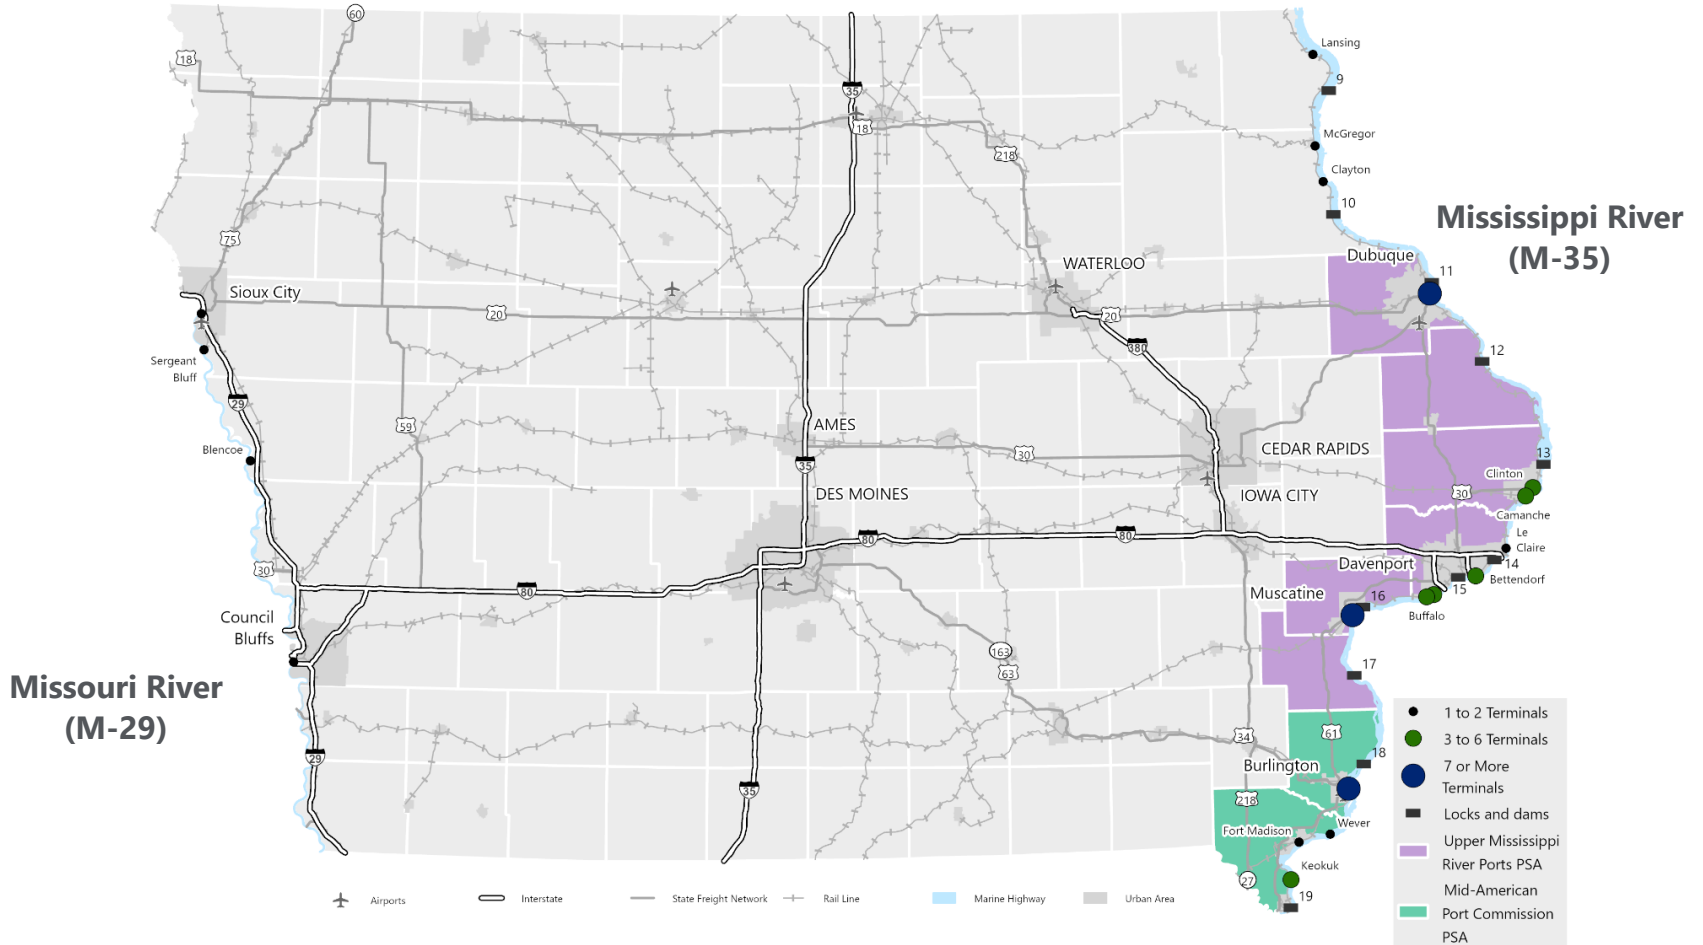 60
18
Lansing
9
35
18
McGregor
218
Clayton
10
Mississippi River
(M-35)
75
Dubuque
WATERLOO
11
Sioux City
20
20
380
12
Sergeant
Bluff
29
59
AMES
30
CEDAR RAPIDS
Blencoe
35
13
Clinton
DES MOINES
IOWA CITY
30
Camanche
80
80
Le
Claire
14
30
Davenport
Bettendorf
15
80
Muscatine
16
Buffalo
Council
Bluffs
163
63
17
Missouri River
(M-29)
29
34
61
18
Burlington
35
218
Wever
Fort Madison
Keokuk
27
19
1 to 2 Terminals
3 to 6 Terminals
7 or More
Terminals
Locks and dams
Upper Mississippi
River Ports PSA
Mid-American
Port Commission
PSA
Airports
Interstate
State Freight Network
Rail Line
Marine Highway
Urban Area